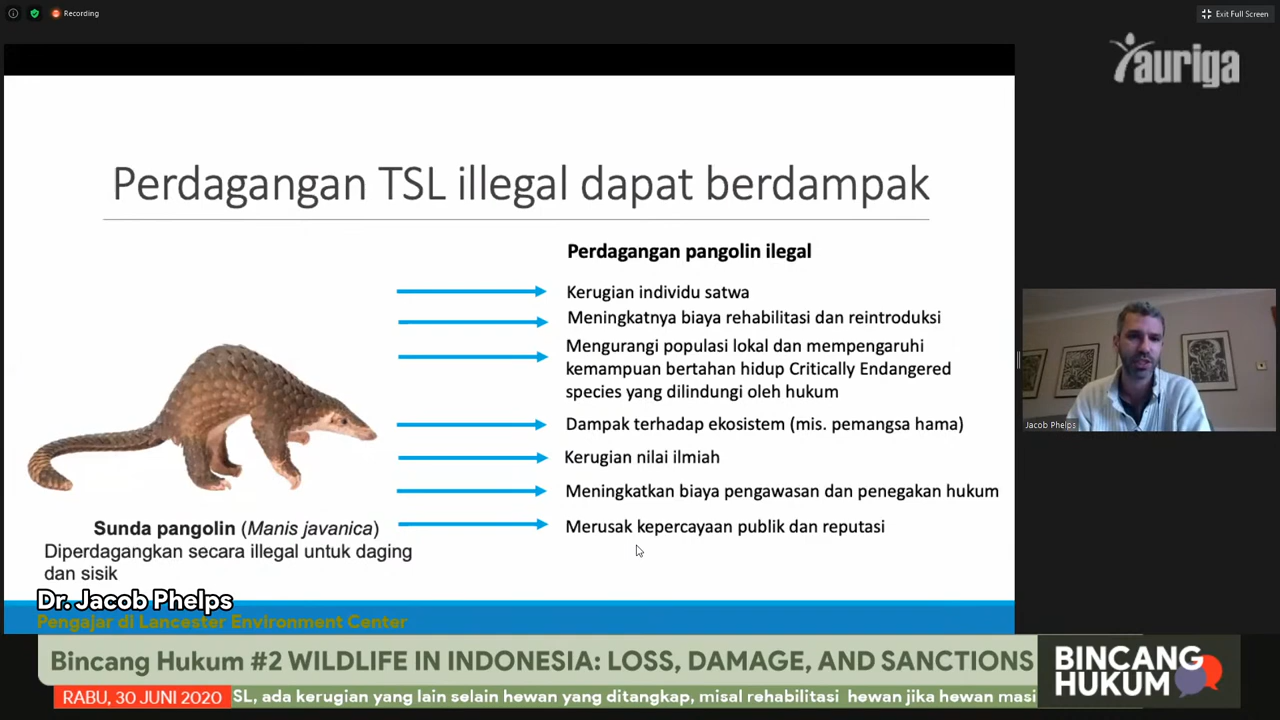 Recording
Exit Full Screen
auriga
Perdagangan TSL illegal dapat berdampak
Perdagangan pangolin ilegal
Kerugian individu satwa
Meningkatnya biaya rehabilitasi dan reintroduksi
Mengurangi populasi lokal dan mempengaruhi
kemampuan bertahan hidup Critically Endangered
species yang dilindungi oleh hukum
Dampak terhadap ekosistem (mis. pemangsa hama)
Kerugian nilai ilmiah
Meningkatkan biaya pengawasan dan penegakan hukum
Merusak kepercayaan publik dan reputasi
Sunda pangolin (Manis javanica)
Diperdagangkan secara illegal untuk daging
dan sisik
Jacob Phelps
Dr. Jacob Phelps
Pengajar di Lancester Environment Center
Bincang Hukum #2 WILDLIFE IN INDONESIA: LOSS, DAMAGE, AND SANCTIONS
BINCANG
HUKUM
RABU, 30 JUNI 2020
SL, ada kerugian yang lain selain hewan yang ditangkap, misal rehabilitasi hewan jika hewan masi